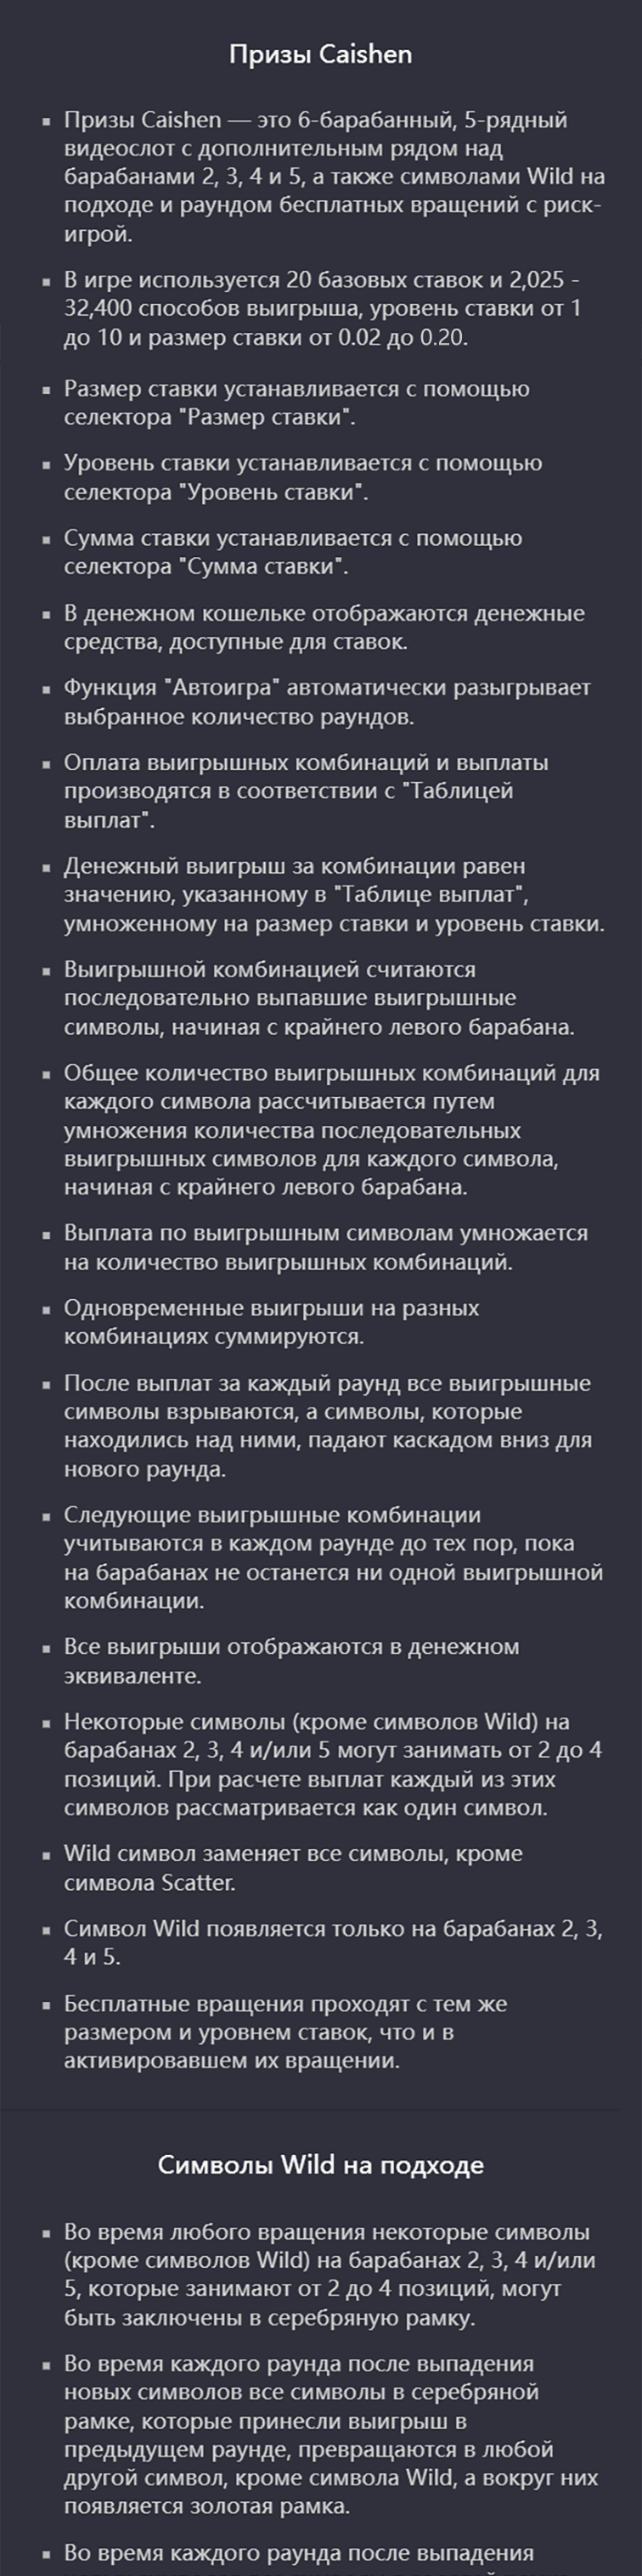 Призы Caishen
▪ Призы Caishen — это 6-барабанный, 5-рядный
видеослот с дополнительным рядом над
барабанами 2, 3, 4 и 5, а также символами Wild на
подходе и раундом бесплатных вращений с риск-
игрой.
▪ В игре используется 20 базовых ставок и 2,025 -
32,400 способов выигрыша, уровень ставки от 1
до 10 и размер ставки от 0.02 до 0.20.
▪ Размер ставки устанавливается с помощью
селектора "Размер ставки".
▪ Уровень ставки устанавливается с помощью
селектора "Уровень ставки".
▪ Сумма ставки устанавливается с помощью
селектора "Сумма ставки".
▪ В денежном кошельке отображаются денежные
средства, доступные для ставок.
▪ Функция "Автоигра" автоматически разыгрывает
выбранное количество раундов.
▪ Оплата выигрышных комбинаций и выплаты
производятся в соответствии с "Таблицей
выплат".
▪ Денежный выигрыш за комбинации равен
значению, указанному в "Таблице выплат",
умноженному на размер ставки и уровень ставки.
▪ Выигрышной комбинацией считаются
последовательно выпавшие выигрышные
символы, начиная с крайнего левого барабана.
▪ Общее количество выигрышных комбинаций для
каждого символа рассчитывается путем
умножения количества последовательных
выигрышных символов для каждого символа,
начиная с крайнего левого барабана.
▪ Выплата по выигрышным символам умножается
на количество выигрышных комбинаций.
▪ Одновременные выигрыши на разных
комбинациях суммируются.
▪ После выплат за каждый раунд все выигрышные
символы взрываются, а символы, которые
находились над ними, падают каскадом вниз для
нового раунда.
▪ Следующие выигрышные комбинации
учитываются в каждом раунде до тех пор, пока
на барабанах не останется ни одной выигрышной
комбинации.
▪ Все выигрыши отображаются в денежном
эквиваленте.
▪ Некоторые символы (кроме символов Wild) на
барабанах 2, 3, 4 и/или 5 могут занимать от 2 до 4
позиций. При расчете выплат каждый из этих
символов рассматривается как один символ.
▪ Wild символ заменяет все символы, кроме
символа Scatter.
▪ Символ Wild появляется только на барабанах 2, 3,
4 и 5.
▪ Бесплатные вращения проходят с тем же
размером и уровнем ставок, что и в
активировавшем их вращении.
Символы Wild на подходе
▪ Во время любого вращения некоторые символы
(кроме символов Wild) на барабанах 2, 3, 4 и/или
5, которые занимают от 2 до 4 позиций, могут
быть заключены в серебряную рамку.
▪ Во время каждого раунда после выпадения
новых символов все символы в серебряной
рамке, которые принесли выигрыш в
предыдущем раунде, превращаются в любой
другой символ, кроме символа Wild, а вокруг них
появляется золотая рамка.
▪ Во время каждого раунда после выпадения